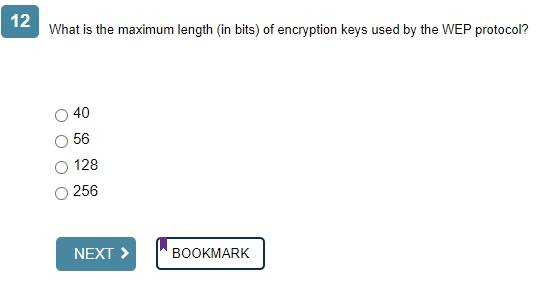 12
What is the maximum length (in bits) of encryption keys used by the WEP protocol?
40
56
128
256
NEXT
BOOKMARK